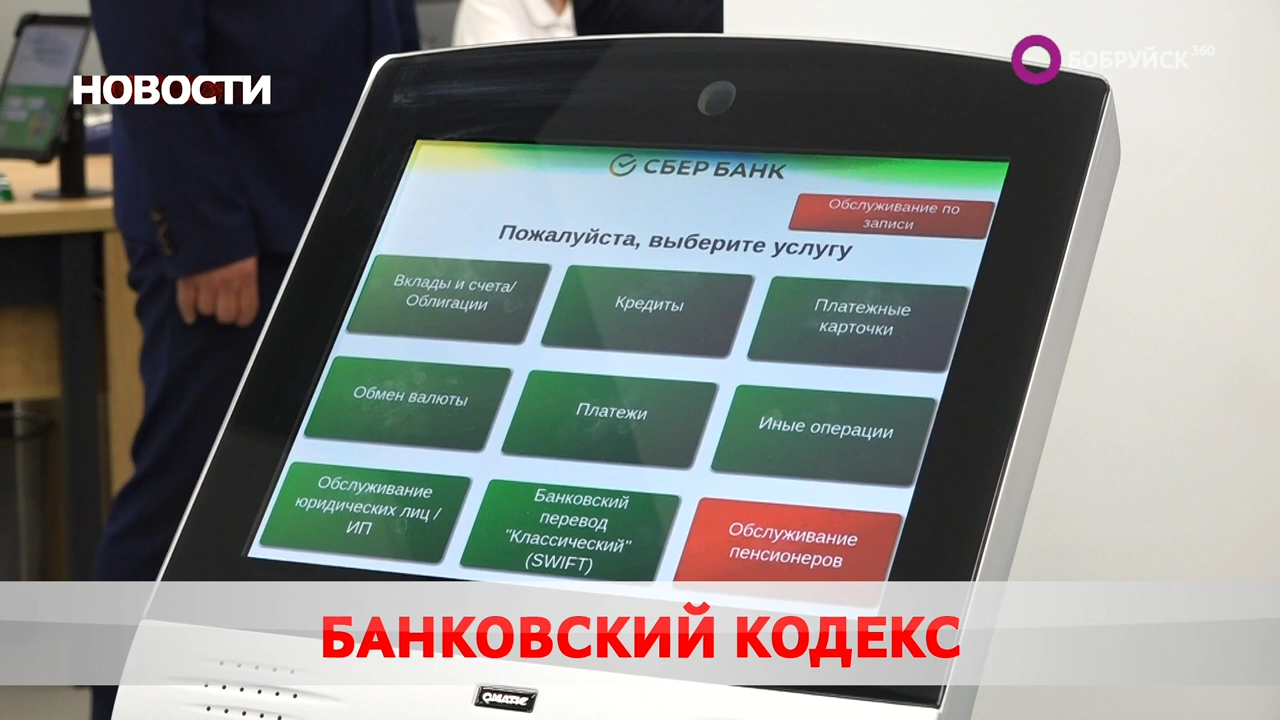 НОВОСТИ
БОБРУЙСК 360
СБЕР БАНК
Обслуживание по
записи
Пожалуйста, выберите услугу
Вклады и счета/
Облигации
Кредиты
Платежные
карточки
Обмен валюты
Платежи
Иные операции
Обслуживание
юридических лиц /
ИП
Банковский
перевод
"Классический"
(SWIFT)
Обслуживание
пенсионеров
БАНКОВСКИЙ КОДЕКС
QMATIC